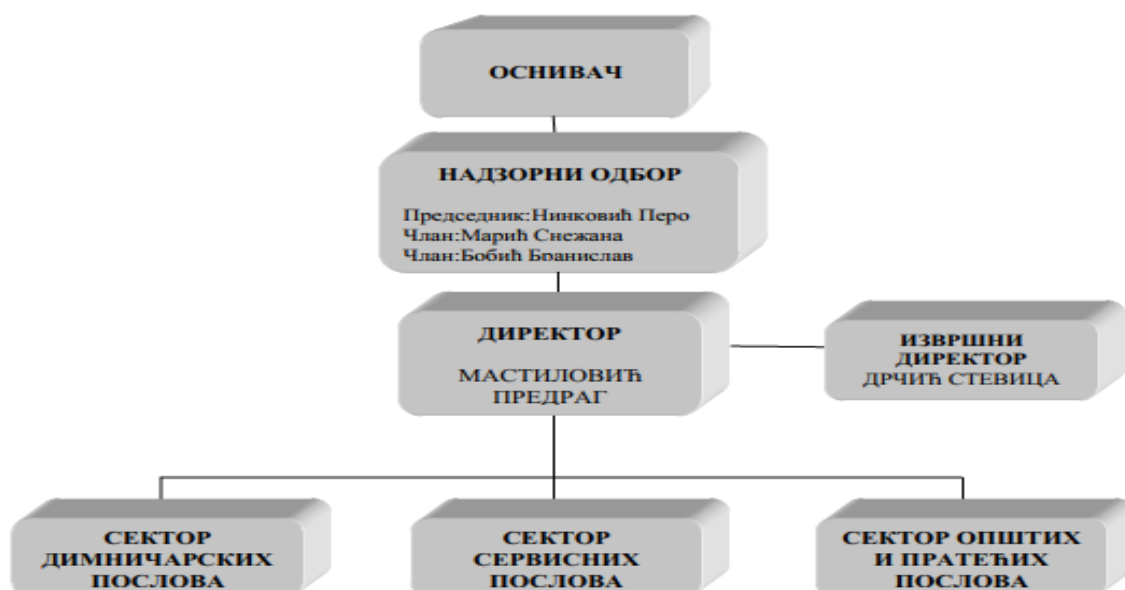 ОСНИВАЧ
НАДЗОРНИ ОДБОР
Председник:Нинковић Перо
Члан:Марић Снежана
Члан:Бобић Бранислав
ДИРЕКТОР
МАСТИЛОВИЋ
ПРЕДРАГ
ИЗВРШНИ
ДИРЕКТОР
ДРЧИЋ СТЕВИЦА
СЕКТОР
ДИМНИЧАРСКИХ
ПОСЛОВА
СЕКТОР
СЕРВИСНИХ
ПОСЛОВА
СЕКТОР ОПШТИХ
И ПРАТЕЋИХ
ПОСЛОВА